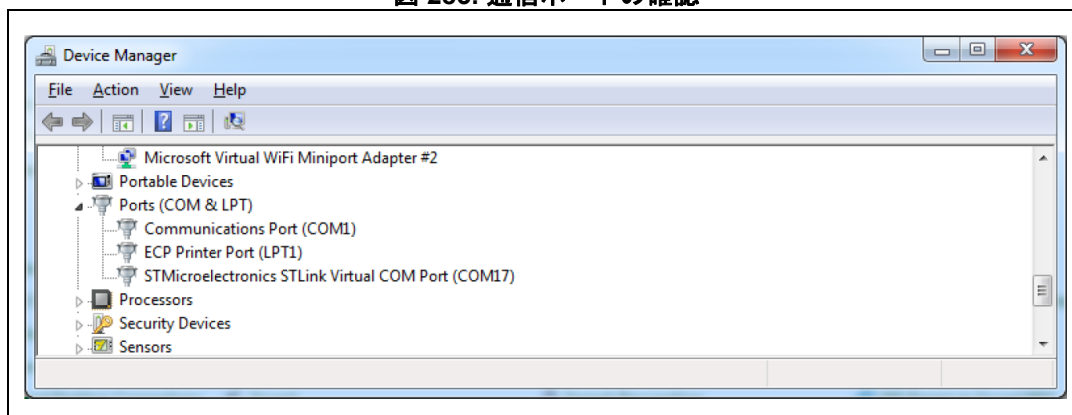 Device Manager
File Action View Help
Microsoft Virtual WiFi Miniport Adapter #2
Portable Devices
Ports (COM & LPT)
Communications Port (COM1)
ECP Printer Port (LPT1)
STMicroelectronics STLink Virtual COM Port (COM17)
Processors
Security Devices
Sensors